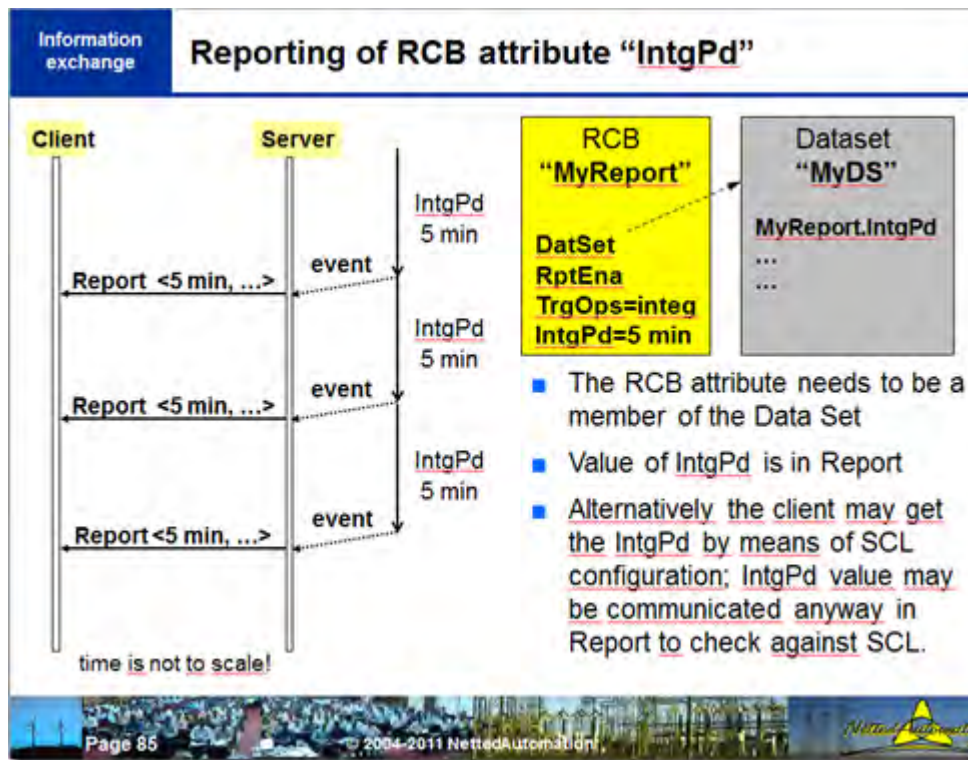 Information
exchange
Reporting of RCB attribute “IntgPd”
Client
Server
IntgPd
5 min
event
Report <5 min, …>
IntgPd
5 min
event
Report <5 min, …>
IntgPd
5 min
event
Report <5 min, …>
time is not to scale!
RCB
“MyReport”
DatSet
RptEna
TrgOps=integ
IntgPd=5 min
Dataset
“MyDS”
MyReport.IntgPd
…
…
The RCB attribute needs to be a
member of the Data Set
Value of IntgPd is in Report
Alternatively the client may get
the IntgPd by means of SCL
configuration; IntgPd value may
be communicated anyway in
Report to check against SCL.
Page 85
© 2004-2011 NettedAutomation
NettedAutomation